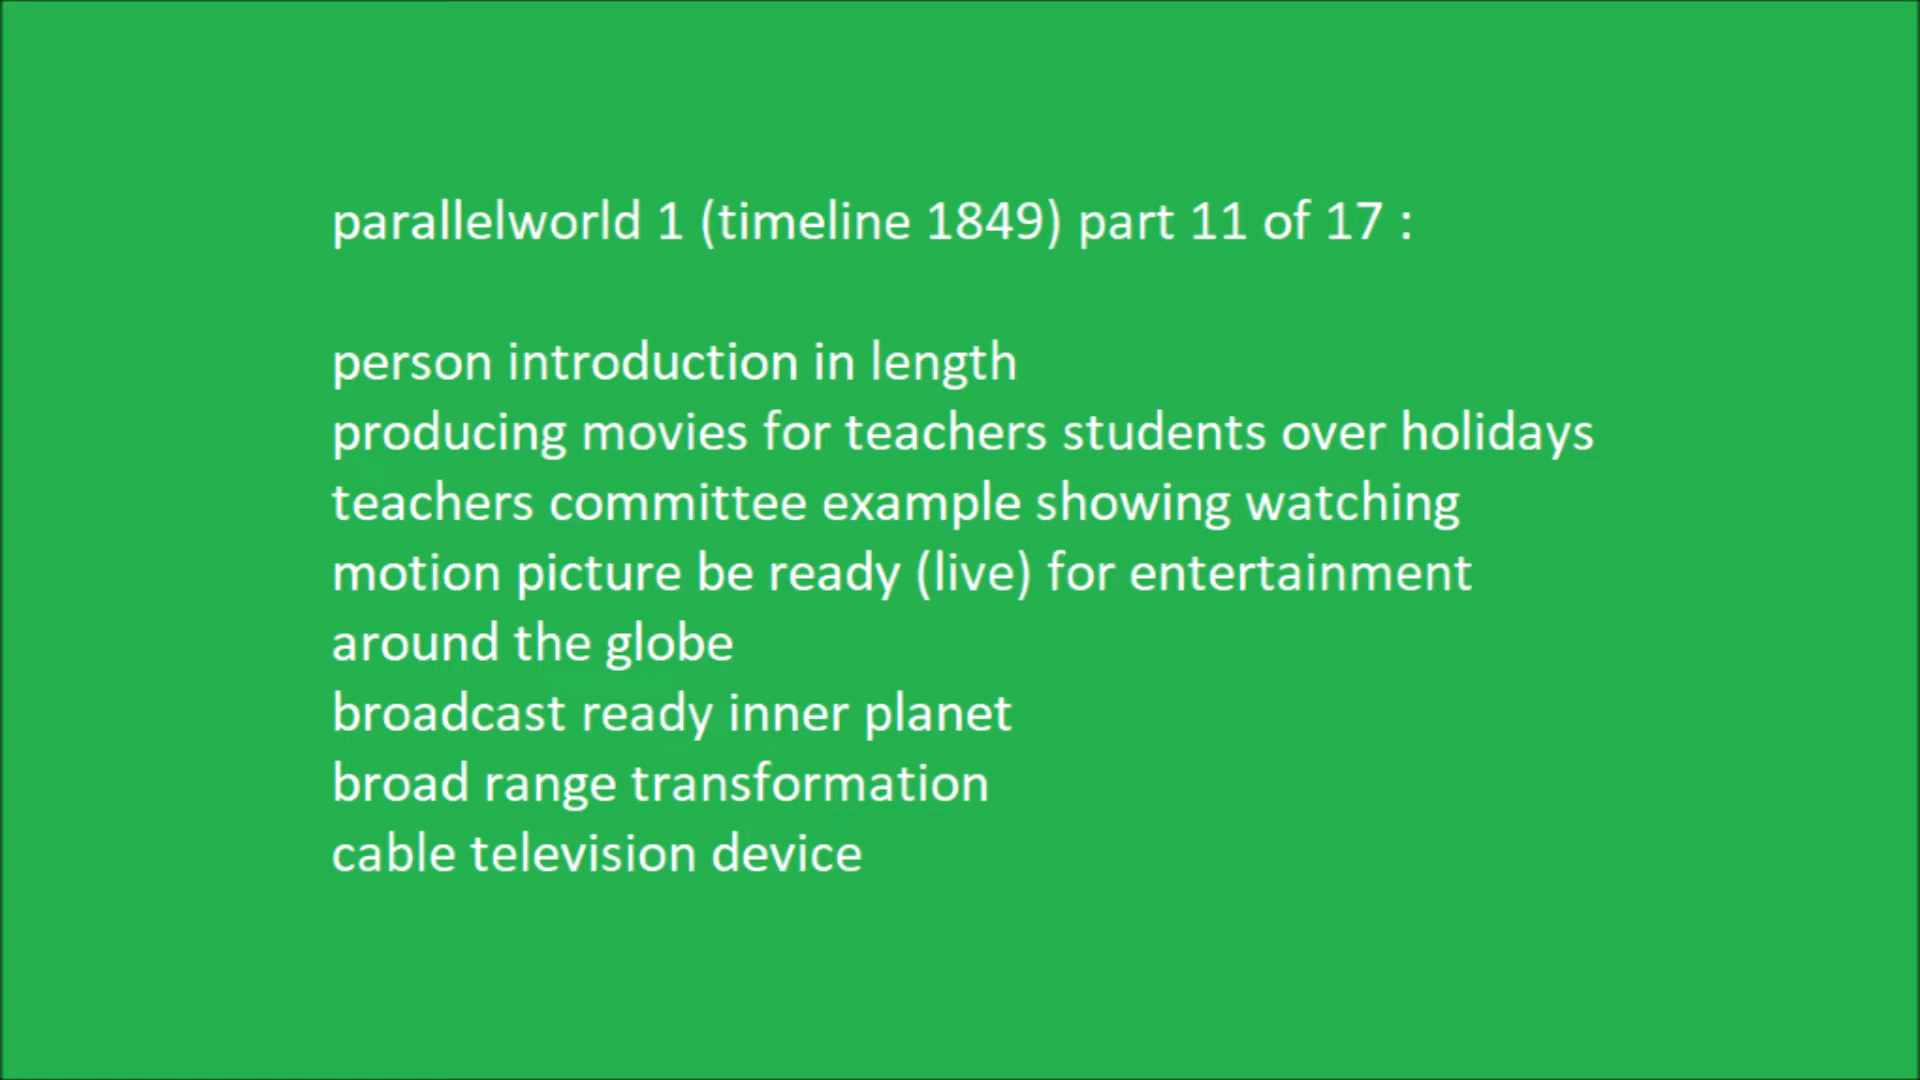 parallelworld 1 (timeline 1849) part 11 of 17 :
person introduction in length
producing movies for teachers students over holidays
teachers committee example showing watching
motion picture be ready (live) for entertainment
around the globe
broadcast ready inner planet
broad range transformation
cable television device